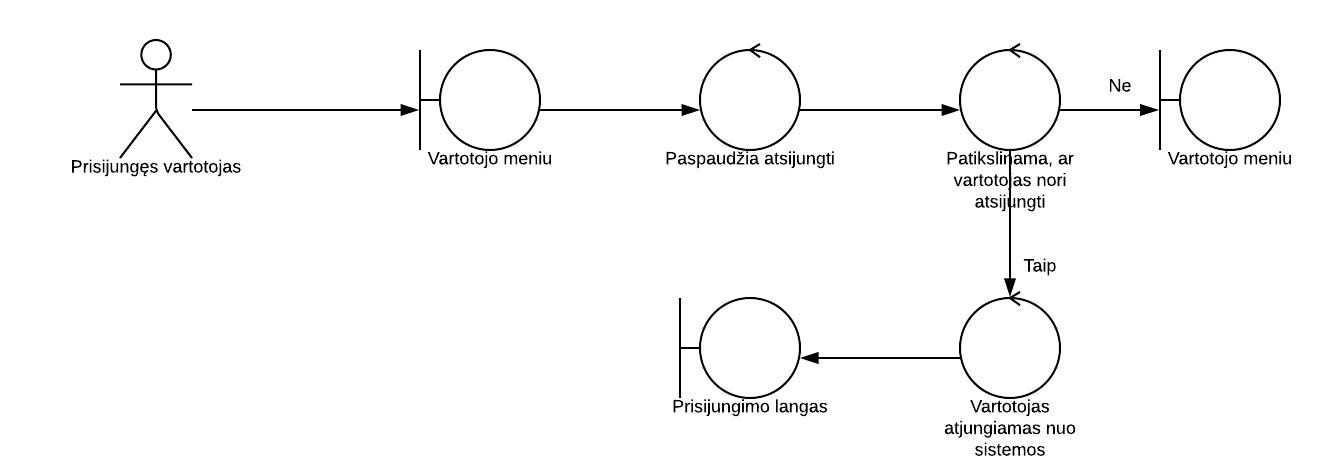 Prisijungęs vartotojas
Vartotojo meniu
Paspaudžia atsijungti
Patikslinama, ar
vartotojas nori
atsijungti
Ne
Vartotojo meniu
Taip
Prisijungimo langas
Vartotojas
atjungiamas nuo
sistemos